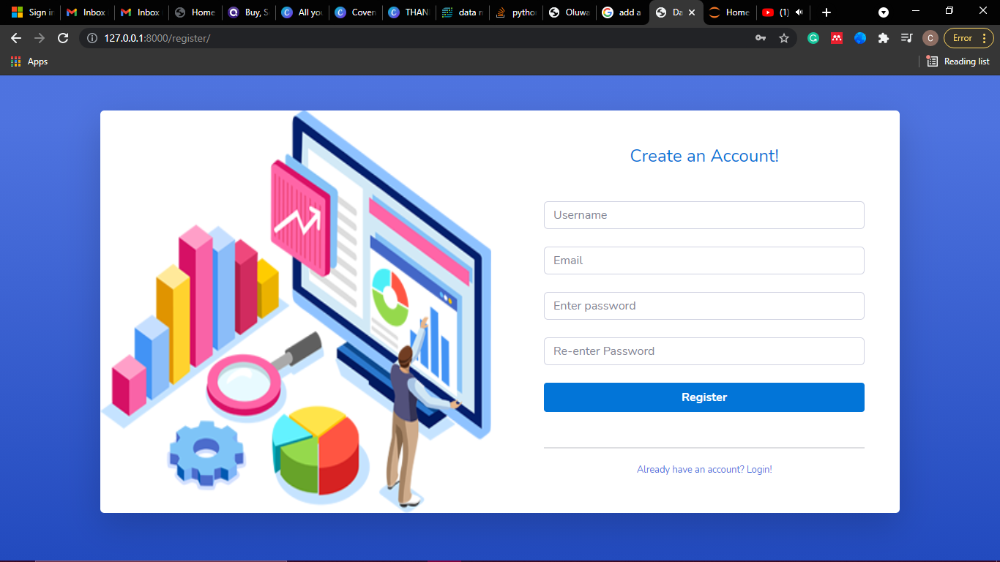 Sign in Inbox Inbox Home Buy, S All you Coven THAN data n python Oluwa add a Da Home (1)
127.0.0.1:8000/register/ C Error
Apps Reading list
Create an Account!
Username
Email
Enter password
Re-enter Password
Register
Already have an account? Login!